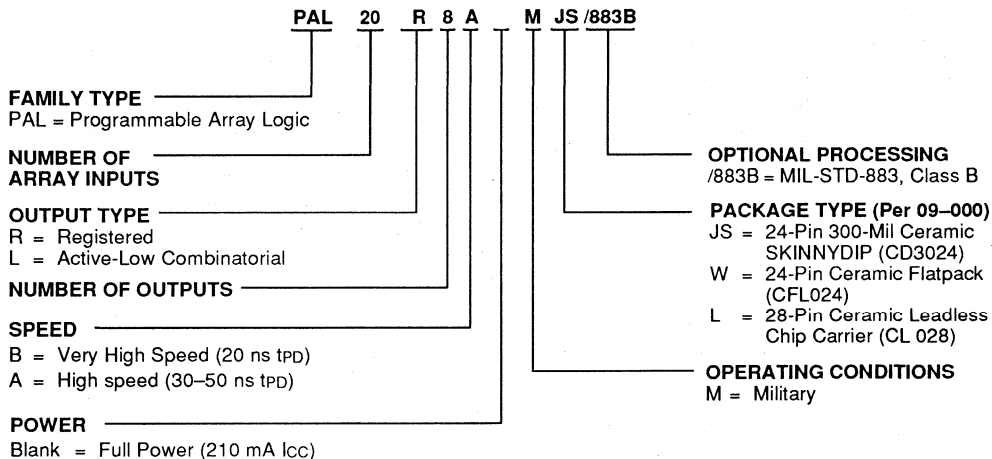 PAL 20 R 8 A M JS /883B
FAMILY TYPE
PAL = Programmable Array Logic
NUMBER OF
ARRAY INPUTS
OUTPUT TYPE
R = Registered
L = Active-Low Combinatorial
NUMBER OF OUTPUTS
SPEED
B = Very High Speed (20 ns tPD)
A = High speed (30–50 ns tPD)
POWER
Blank = Full Power (210 mA ICC)
OPTIONAL PROCESSING
/883B = MIL-STD-883, Class B
PACKAGE TYPE (Per 09–000)
JS = 24-Pin 300-Mil Ceramic
SKINNYDIP (CD3024)
W = 24-Pin Ceramic Flatpack
(CFL024)
L = 28-Pin Ceramic Leadless
Chip Carrier (CL 028)
OPERATING CONDITIONS
M = Military